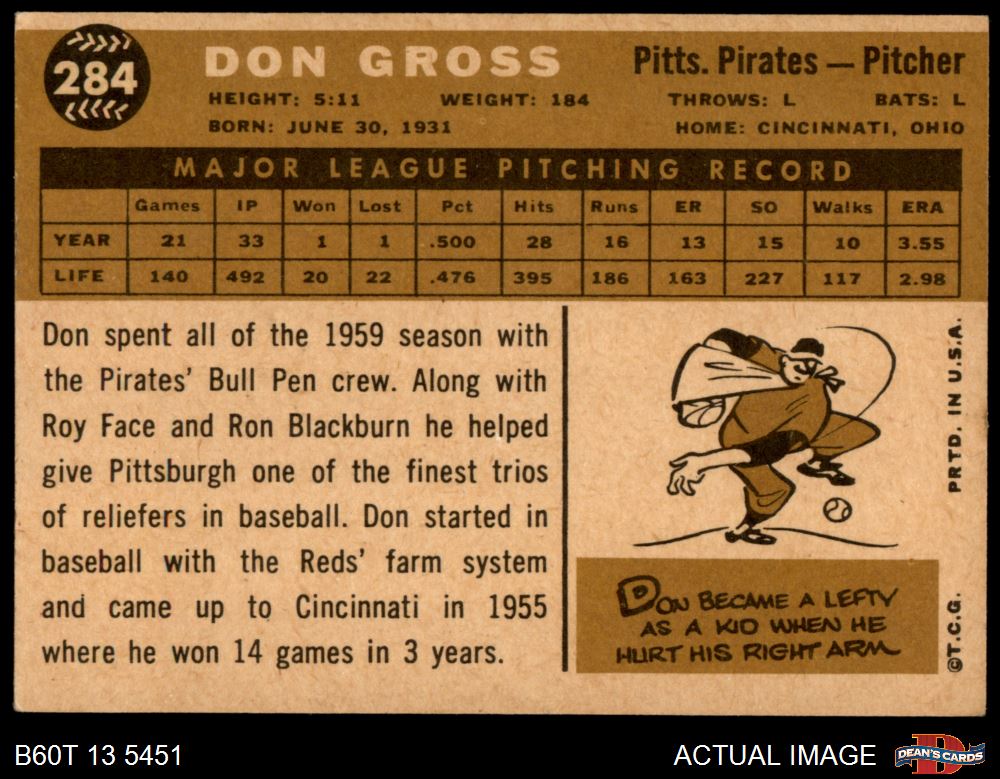 284
DON GROSS
Pitts. Pirates — Pitcher
HEIGHT: 5:11 WEIGHT: 184 THROWS: L BATS: L
BORN: JUNE 30, 1931 HOME: CINCINNATI, OHIO
MAJOR LEAGUE PITCHING RECORD
Games IP Won Lost Pct Hits Runs ER SO Walks ERA
YEAR 21 33 1 1 .500 28 16 13 15 10 3.55
LIFE 140 492 20 22 .476 395 186 163 227 117 2.98
Don spent all of the 1959 season with
the Pirates' Bull Pen crew. Along with
Roy Face and Ron Blackburn he helped
give Pittsburgh one of the finest trios
of reliefers in baseball. Don started in
baseball with the Reds' farm system
and came up to Cincinnati in 1955
where he won 14 games in 3 years.
DON BECAME A LEFTY
AS A KID WHEN HE
HURT HIS RIGHT ARM
©T.C.G. PRTD. IN U.S.A.
B60T 13 5451
ACTUAL IMAGE
D
DEAN'S CARDS